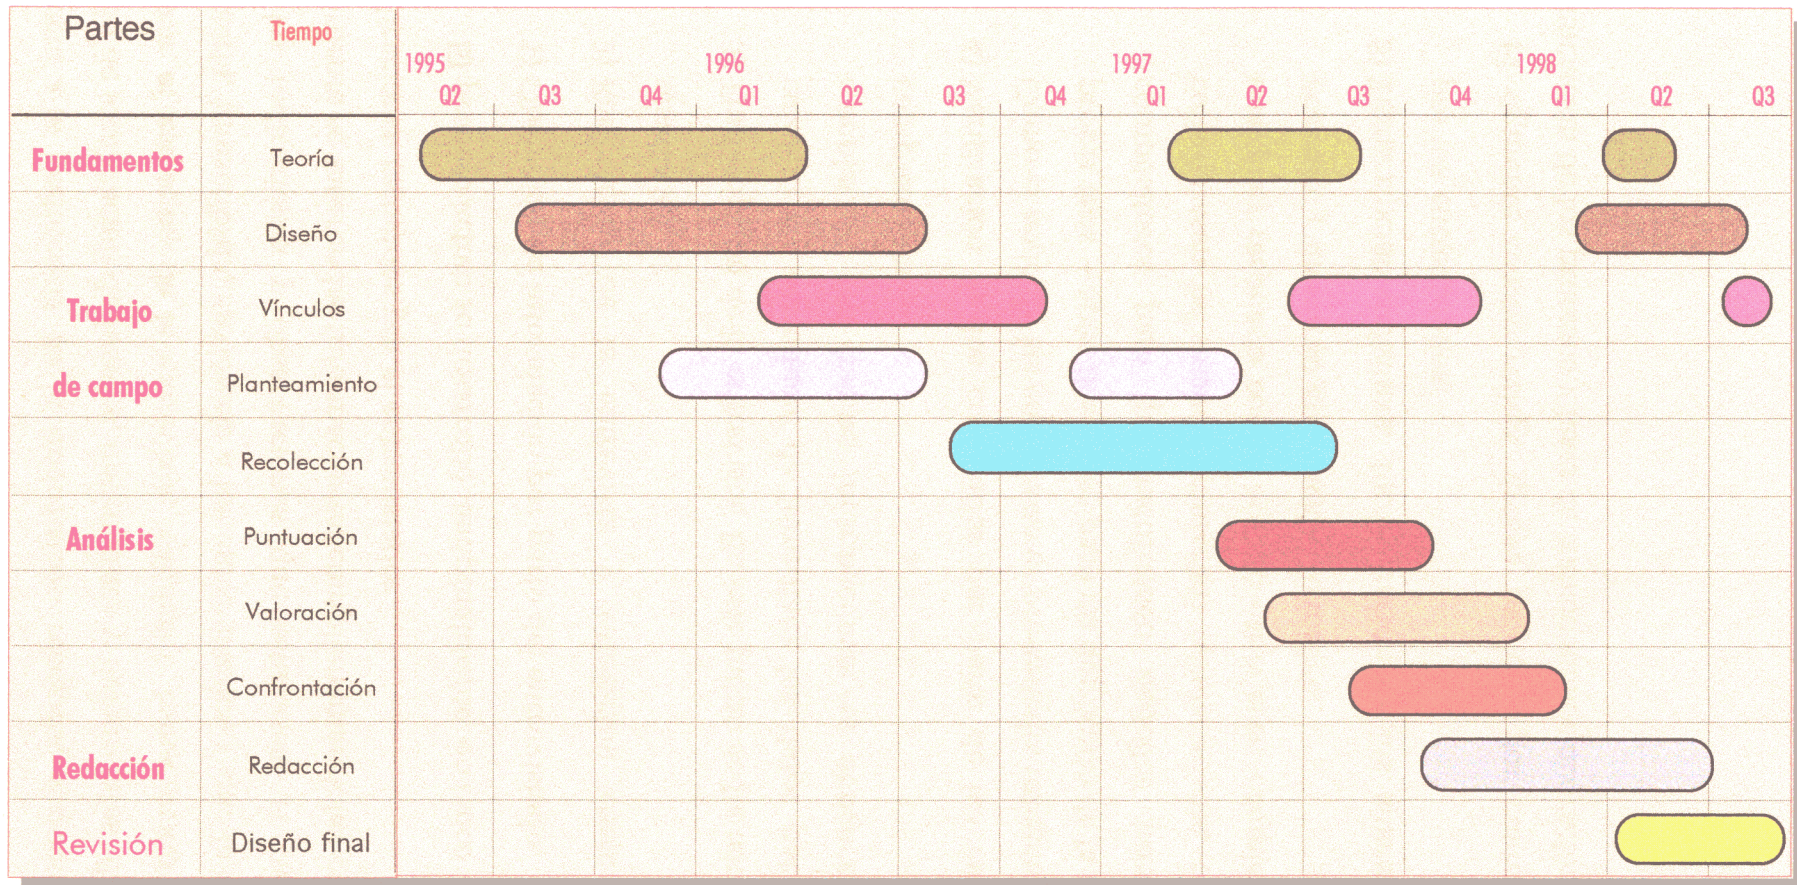 Partes Tiempo
1995 1996 1997 1998
Q2 Q3 Q4 Q1 Q2 Q3 Q4 Q1 Q2 Q3 Q4 Q1 Q2 Q3
Fundamentos Teoría
Diseño
Trabajo Vínculos
de campo Planteamiento
Recolección
Análisis Puntuación
Valoración
Confrontación
Redacción Redacción
Revisión Diseño final